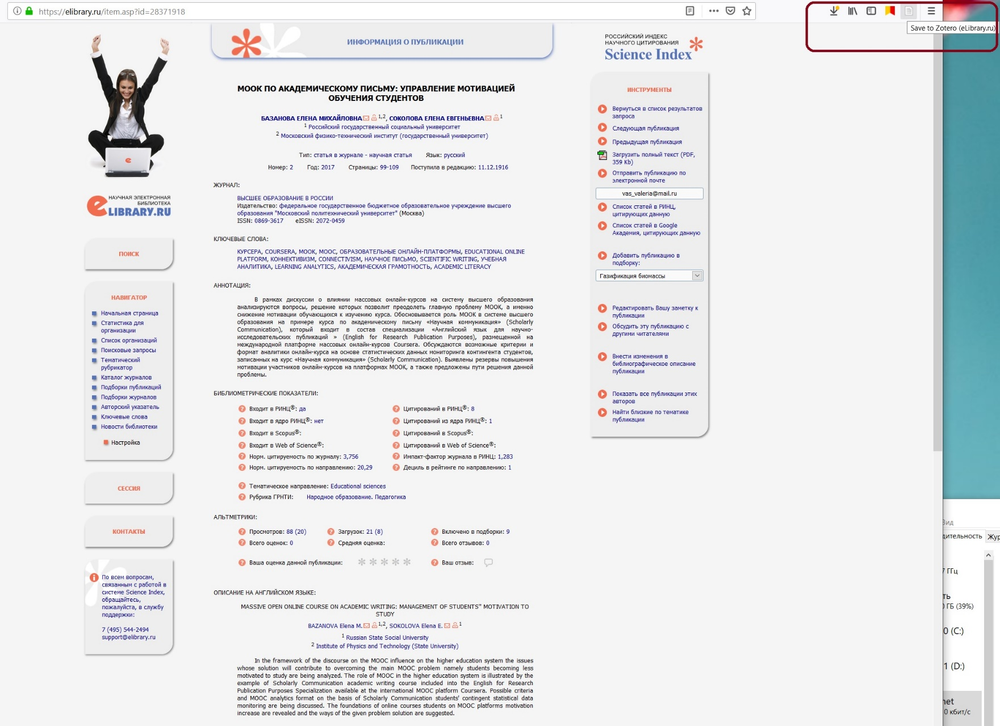 https://elibrary.ru/item.asp?id=28371918
Save to Zotero (eLibrary.ru)
ИНФОРМАЦИЯ О ПУБЛИКАЦИИ
РОССИЙСКИЙ ИНДЕКС
НАУЧНОГО ЦИТИРОВАНИЯ
Science Index
НАУЧНАЯ ЭЛЕКТРОННАЯ
БИБЛИОТЕКА
eLIBRARY.RU
ПОИСК
НАВИГАТОР
Начальная страница
Статистика для
организации
Список организаций
Поисковые запросы
Тематический
рубрикатор
Каталог журналов
Подборки публикаций
Подборки журналов
Авторский указатель
Ключевые слова
Новости библиотеки
Настройка
СЕССИЯ
КОНТАКТЫ
По всем вопросам,
связанным с работой в
системе Science Index,
обращайтесь,
пожалуйста, в службу
поддержки:
7 (495) 544-2494
support@elibrary.ru
МООК ПО АКАДЕМИЧЕСКОМУ ПИСЬМУ: УПРАВЛЕНИЕ МОТИВАЦИЕЙ
ОБУЧЕНИЯ СТУДЕНТОВ
БАЗАНОВА ЕЛЕНА МИХАЙЛОВНА 1,2, СОКОЛОВА ЕЛЕНА ЕВГЕНЬЕВНА 1
1 Российский государственный социальный университет
2 Московский физико-технический институт (государственный университет)
Тип: статья в журнале - научная статья Язык: русский
Номер: 2 Год: 2017 Страницы: 99-109 Поступила в редакцию: 11.12.1916
ЖУРНАЛ:
ВЫСШЕЕ ОБРАЗОВАНИЕ В РОССИИ
Издательство: федеральное государственное бюджетное образовательное учреждение высшего
образования "Московский политехнический университет" (Москва)
ISSN: 0869-3617 eISSN: 2072-0459
КЛЮЧЕВЫЕ СЛОВА:
КУРСЕРА, COURSERA, МООК, MOOC, ОБРАЗОВАТЕЛЬНЫЕ ОНЛАЙН-ПЛАТФОРМЫ, EDUCATIONAL ONLINE
PLATFORM, КОННЕКТИВИЗМ, CONNECTIVISM, НАУЧНОЕ ПИСЬМО, SCIENTIFIC WRITING, УЧЕБНАЯ
АНАЛИТИКА, LEARNING ANALYTICS, АКАДЕМИЧЕСКАЯ ГРАМОТНОСТЬ, ACADEMIC LITERACY
АННОТАЦИЯ:
В рамках дискуссии о влиянии массовых онлайн-курсов на систему высшего образования
анализируются вопросы, решение которых позволит преодолеть главную проблему МООК, а именно
снижение мотивации обучающихся к изучению курса. Обосновывается роль МООК в системе высшего
образования на примере курса по академическому письму «Научная коммуникация» (Scholarly
Communication), который входит в состав специализации «Английский язык для научно-
исследовательских публикаций » (English for Research Publication Purposes), размещенной на
международной платформе массовых онлайн-курсов Coursera. Обсуждаются возможные критерии и
формат аналитики онлайн-курса на основе статистических данных мониторинга контингента студентов,
записанных на курс «Научная коммуникация» (Scholarly Communication). Выявлены резервы повышения
мотивации участников онлайн-курсов на платформах МООК, а также предложены пути решения данной
проблемы.
БИБЛИОМЕТРИЧЕСКИЕ ПОКАЗАТЕЛИ:
Входит в РИНЦ®: да Цитирований в РИНЦ®: 8
Входит в ядро РИНЦ®: нет Цитирований из ядра РИНЦ®: 1
Входит в Scopus®: Цитирований в Scopus®:
Входит в Web of Science®: Цитирований в Web of Science®:
Норм. цитируемость по журналу: 3,756 Импакт-фактор журнала в РИНЦ: 1,283
Норм. цитируемость по направлению: 20,29 Дециль в рейтинге по направлению: 1
Тематическое направление: Educational sciences
Рубрика ГРНТИ: Народное образование. Педагогика
АЛЬТМЕТРИКИ:
Просмотров: 88 (20) Загрузок: 21 (8) Включено в подборки: 9
Всего оценок: 0 Средняя оценка: Всего отзывов: 0
Ваша оценка данной публикации: Ваш отзыв:
ОПИСАНИЕ НА АНГЛИЙСКОМ ЯЗЫКЕ:
MASSIVE OPEN ONLINE COURSE ON ACADEMIC WRITING: MANAGEMENT OF STUDENTS" MOTIVATION TO
STUDY
BAZANOVA Elena M. 1,2, SOKOLOVA Elena E. 1
1 Russian State Social University
2 Institute of Physics and Technology (State University)
In the framework of the discourse on the MOOC influence on the higher education system the issues
whose solution will contribute to overcoming the main MOOC problem namely students becoming less
motivated to study are being analyzed. The role of MOOC in the higher education system is illustrated by the
example of Scholarly Communication academic writing course included into the English for Research
Publication Purposes Specialization available at the international MOOC platform Coursera. Possible criteria
and MOOC analytics format on the basis of Scholarly Communication students' contingent statistical data
monitoring are being discussed. The foundations of online courses students on MOOC platforms motivation
increase are revealed and the ways of the given problem solution are suggested.
ИНСТРУМЕНТЫ
Вернуться в список результатов
запроса
Следующая публикация
Предыдущая публикация
Загрузить полный текст (PDF,
359 Kb)
Отправить публикацию по
электронной почте
vas_valeria@mail.ru
Список статей в РИНЦ,
цитирующих данную
Список статей в Google
Академия, цитирующих данную
Добавить публикацию в
подборку:
Газификация биомассы
Редактировать Вашу заметку к
публикации
Обсудить эту публикацию с
другими читателями
Внести изменения в
библиографическое описание
публикации
Показать все публикации этих
авторов
Найти близкие по тематике
публикации
Вид
дительность Жур
7 ГГц
ть
0 ГБ (39%)
0 (C:)
1 (D:)
net
0 кбит/с